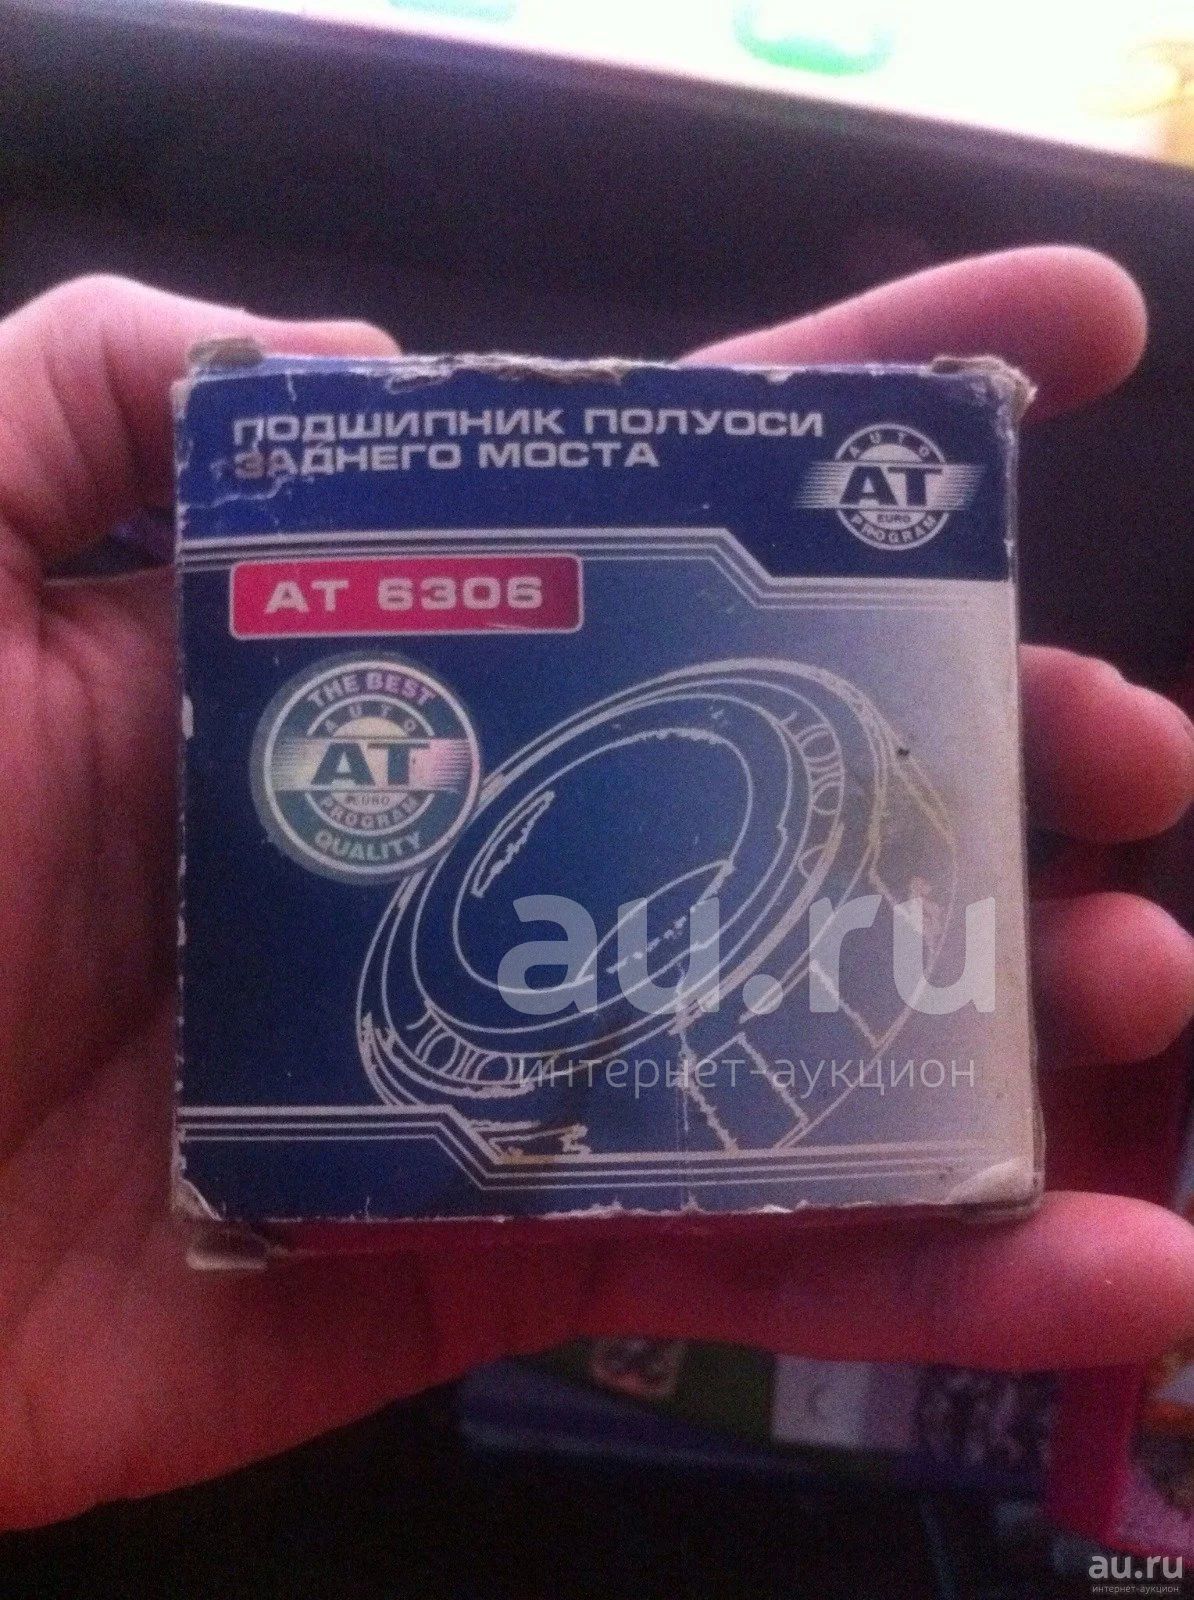 ПОДШИПНИК ПОЛУОСИ
ЗАДНЕГО МОСТА
AUTO
AT
EURO
PROGRAM
AT 6306
THE BEST
AUTO
AT
EURO
PROGRAM
QUALITY
au.ru
интернет-аукцион
au.ru
интернет-аукцион